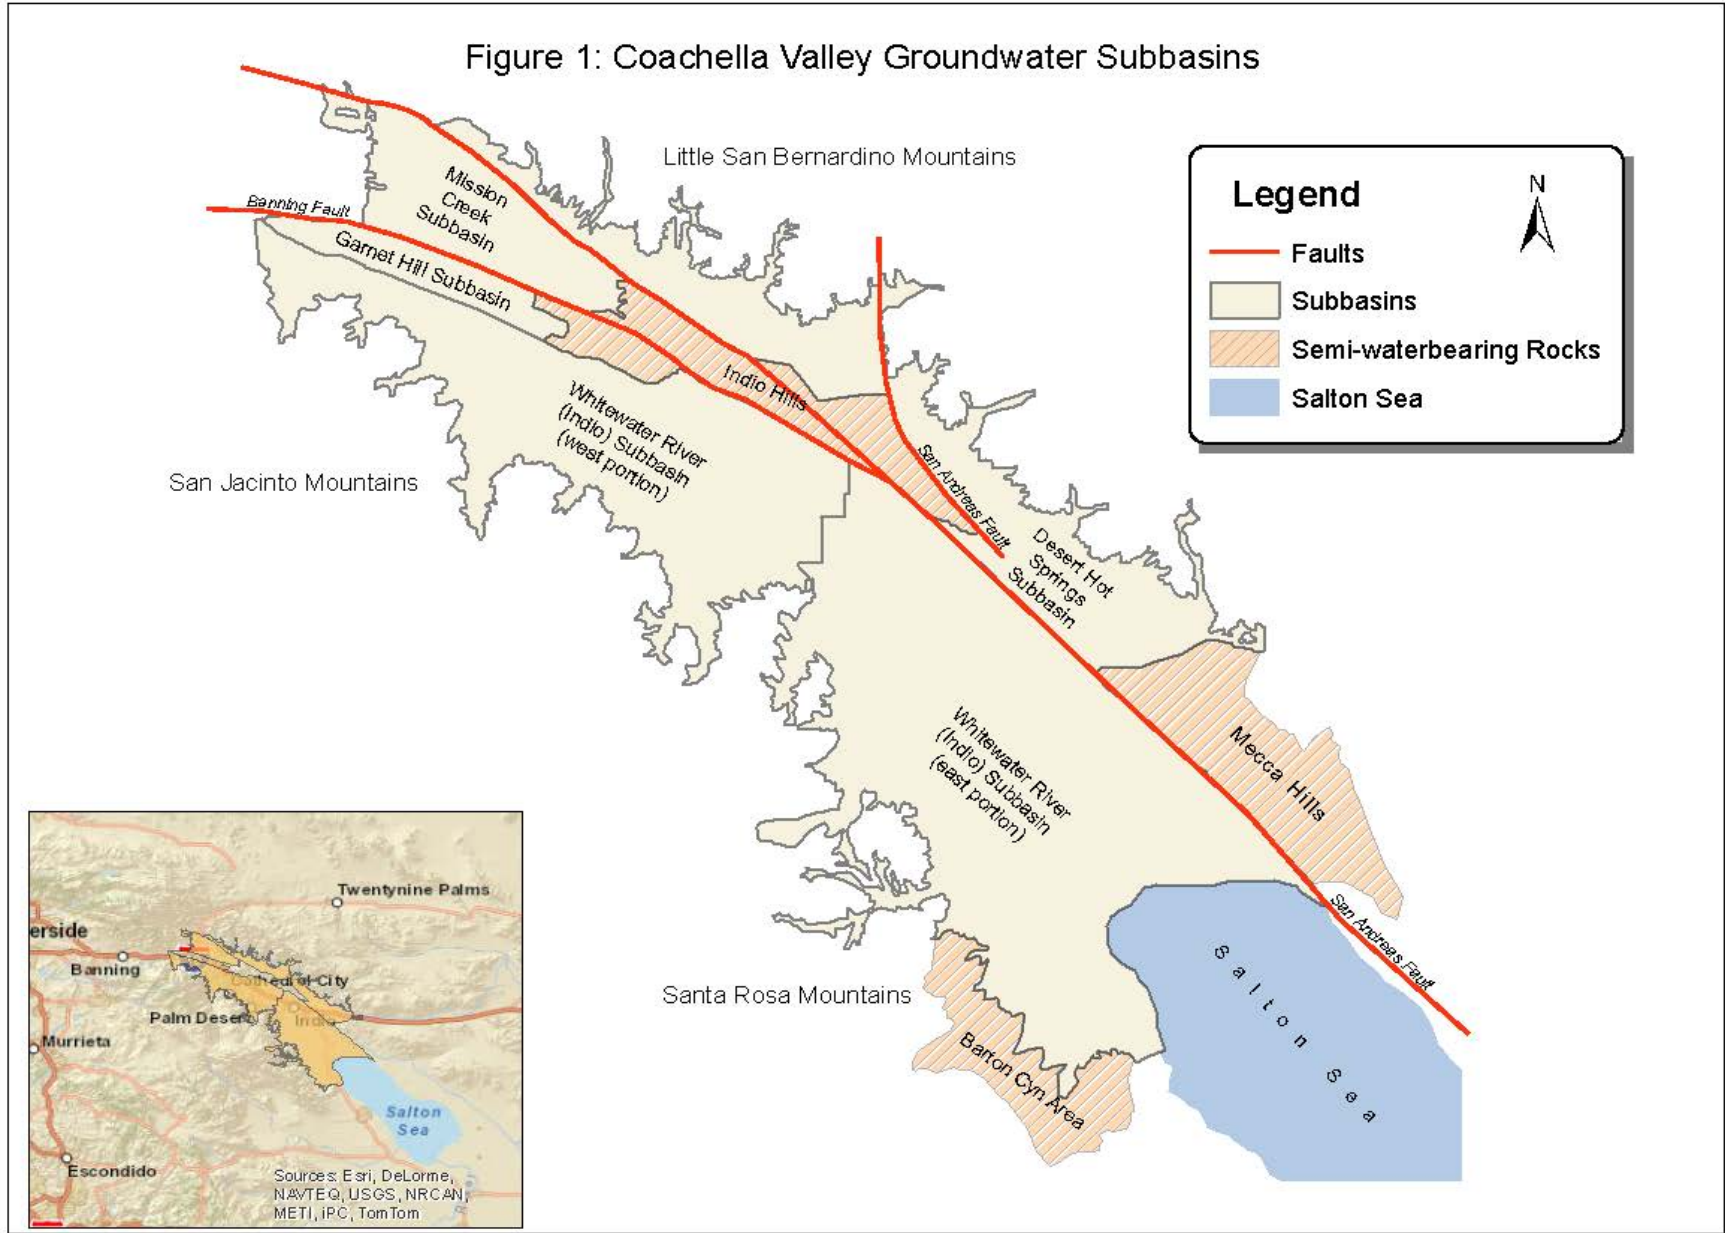 Figure 1: Coachella Valley Groundwater Subbasins
Little San Bernardino Mountains
Legend
N
Faults
Subbasins
Semi-waterbearing Rocks
Salton Sea
Mission
Creek
Subbasin
Banning Fault
Garnet Hill Subbasin
Indio Hills
Whitewater River
(Indio) Subbasin
(west portion)
San Jacinto Mountains
San Andreas Fault
Desert Hot
Springs
Subbasin
Whitewater River
(Indio) Subbasin
(east portion)
Mecca Hills
San Andreas Fault
Salton Sea
Santa Rosa Mountains
Barton Cyn Area
Twentynine Palms
erside
Banning
Cathedral City
Palm Desert
Indio
Murrieta
Salton
Sea
Escondido
Sources: Esri, DeLorme,
NAVTEQ, USGS, NRCAN,
METI, iPC, TomTom